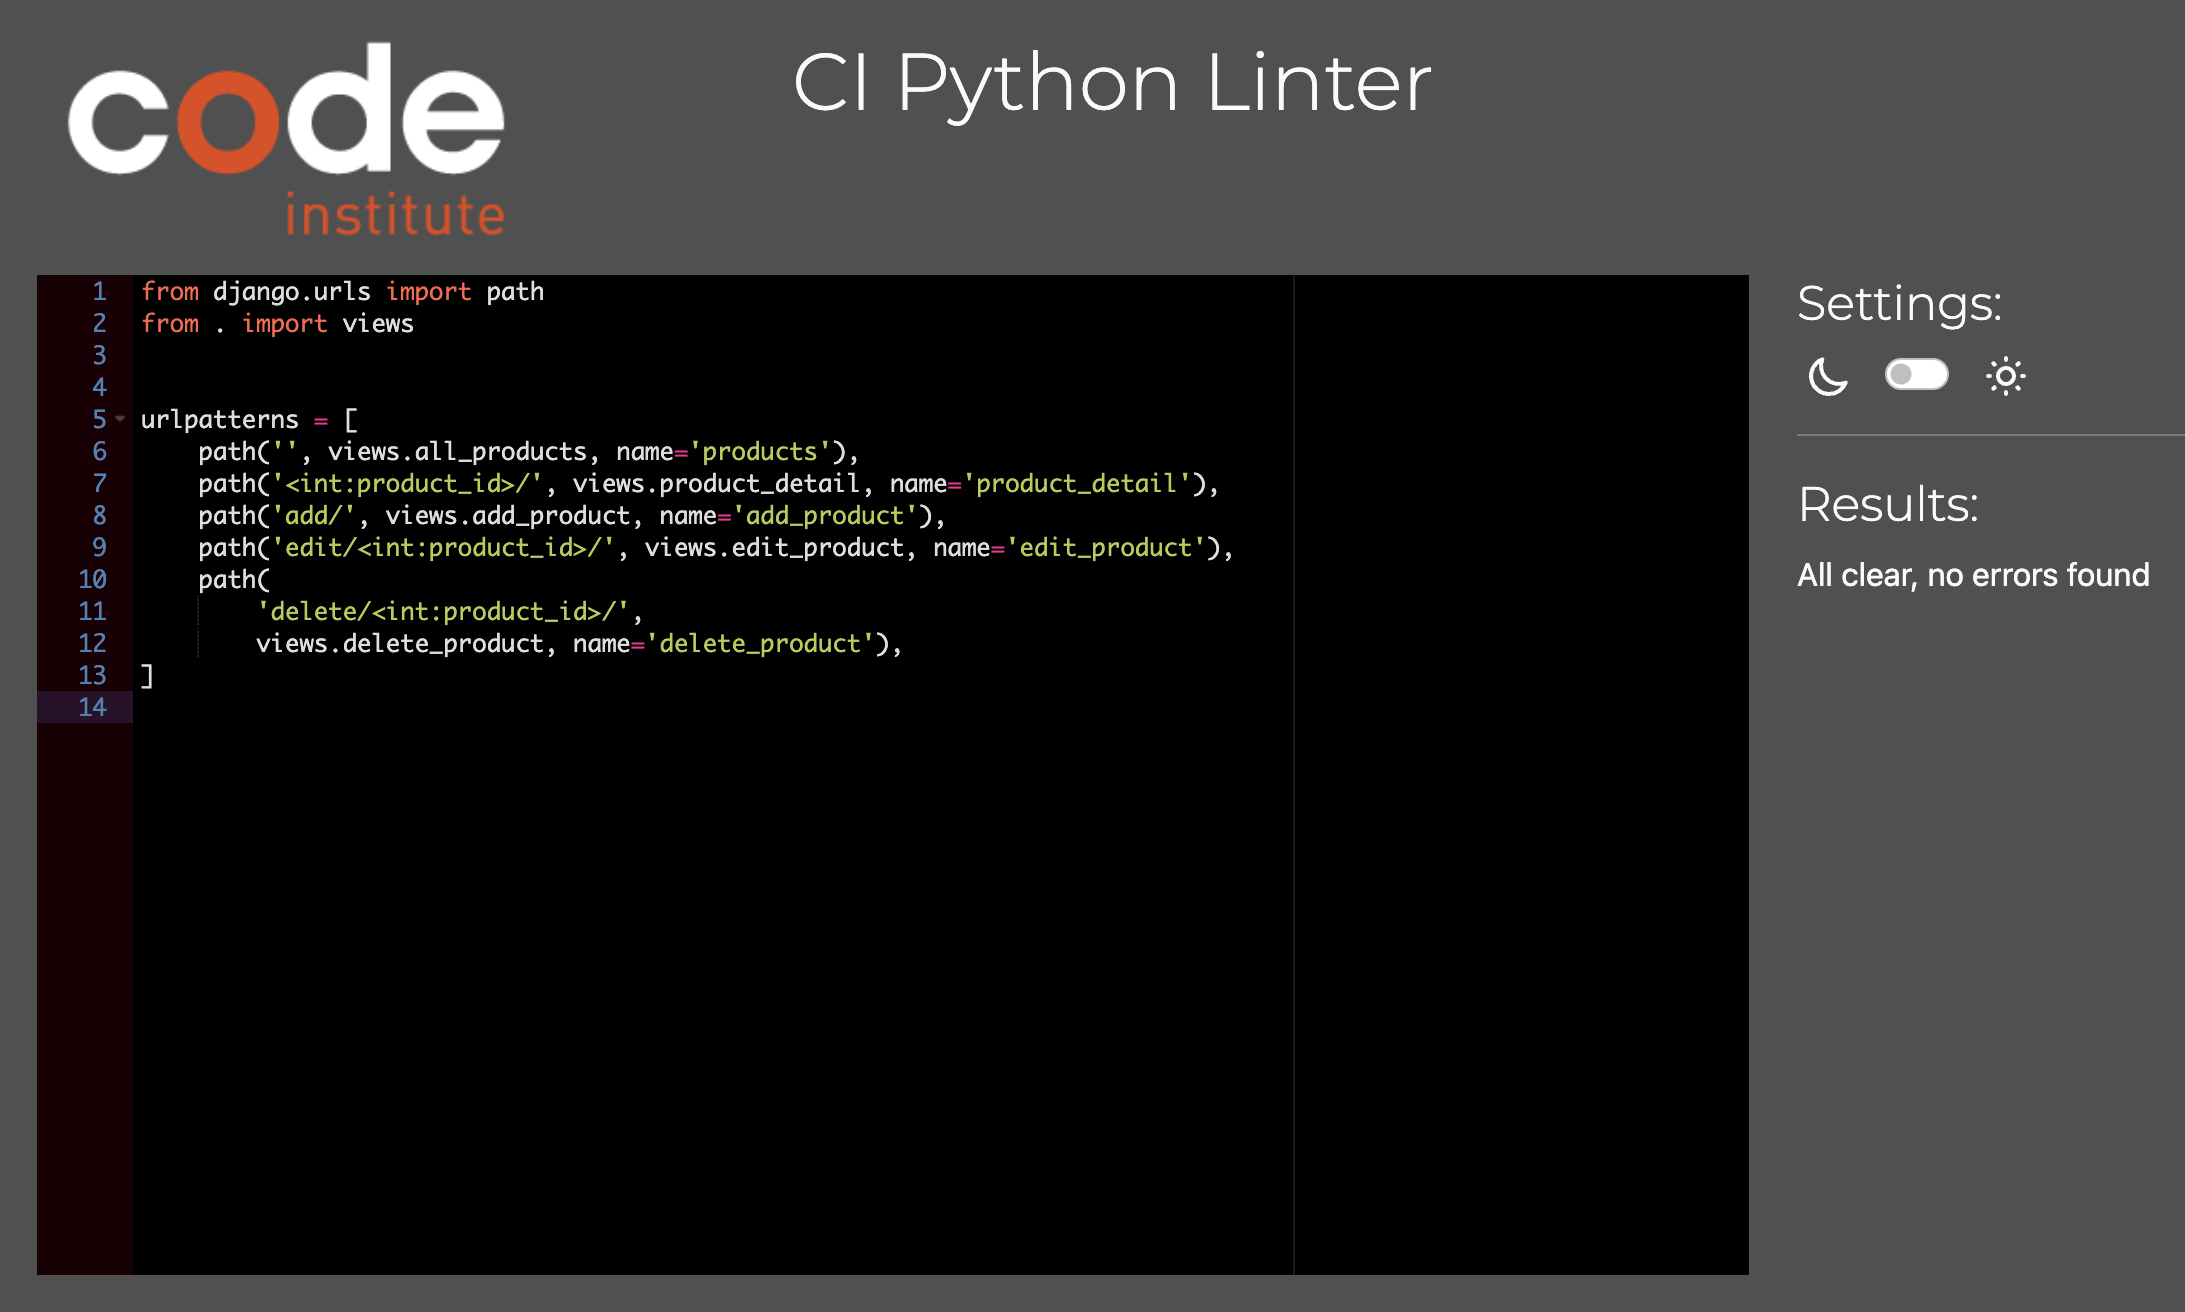 code
institute
CI Python Linter
1 from django.urls import path
2 from . import views
3
4
5 urlpatterns = [
6     path('', views.all_products, name='products'),
7     path('<int:product_id>/', views.product_detail, name='product_detail'),
8     path('add/', views.add_product, name='add_product'),
9     path('edit/<int:product_id>/', views.edit_product, name='edit_product'),
10     path(
11         'delete/<int:product_id>/',
12         views.delete_product, name='delete_product'),
13 ]
14
Settings:
Results:
All clear, no errors found